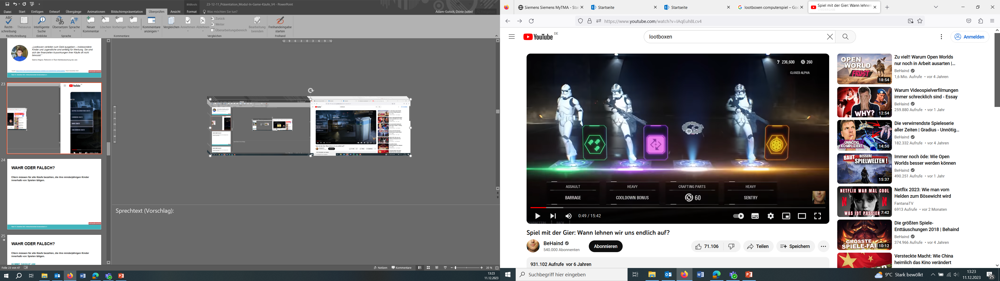 23-12-11_Präsentation_Modul-In-Game-Käufe_V4 - PowerPoint
Bildtools
Datei Start Einfügen Entwurf Übergänge Animationen Bildschirmpräsentation Überprüfen Ansicht Format Was möchten Sie tun?
Adam-Gutsch, Dörte (vzbv)
Recht-
schreibung
Thesaurus
Intelligente
Suche
Übersetzen Sprache
Neuer
Kommentar
Löschen Vorheriger Nächster
Kommentare
anzeigen
Vergleichen Annehmen Ablehnen
Zurück
Weiter
Überarbeitungsbereich
Bearbeitung
beenden
Freihandeingabe
starten
Rechtschreibung Einblicke Sprache Kommentare Vergleichen Freihand
12 9 6 3 0 3 6 9 12
„Lootboxen verleiten zum Geld ausgeben – insbesondere
Kinder und Jugendliche sind anfällig für Werbung. Sie sind
sich der finanziellen Auswirkungen ihrer Käufe oft nicht
bewusst."
23
24
WAHR ODER FALSCH?
Eltern müssen für alle Käufe bezahlen, die ihre minderjährigen Kinder
innerhalb von Spielen tätigen.
25
WAHR ODER FALSCH?
Eltern müssen für alle Käufe bezahlen, die ihre minderjährigen Kinder
innerhalb von Spielen tätigen.
KOMMT DARAUF AN!
Sprechtext (Vorschlag):
Folie 23 von 47
Notizen Kommentare
20 %
13:23
11.12.2023
Siemens Siemens MyTMA - Star
Startseite
Startseite
lootboxen computerspiel – Goo
Spiel mit der Gier: Wann lehnen
https://www.youtube.com/watch?v=IAqEuh8Lcv4
YouTube DE
lootboxen
Anmelden
236,600 260
CLOSED ALPHA
ASSAULT
BARRAGE
HEAVY
COOLDOWN BONUS
CRAFTING PARTS
60
HEAVY
SENTRY
0:49 / 15:42
Spiel mit der Gier: Wann lehnen wir uns endlich auf?
BeHaind
540.000 Abonnenten
Abonnieren
71.106
Teilen
Speichern
931.102 Aufrufe vor 6 Jahren
OPEN
WORLD
FRUST
18:54
Zu viel!! Warum Open Worlds
nur noch in Arbeit ausarten |...
BeHaind
1,6 Mio. Aufrufe • vor 4 Jahren
WHY?
12:54
Warum Videospielverfilmungen
immer schrecklich sind - Essay
BeHaind
259.880 Aufrufe • vor 1 Jahr
UNNÖTIG
KOMPLIZIERT
14:50
Die verwirrendste Spieleserie
aller Zeiten | Gradius - Unnötig...
BeHaind
182.332 Aufrufe • vor 4 Jahren
BAUT BESSERE
SPIELWELTEN!
15:37
Immer noch öde: Wie Open
Worlds besser werden können
BeHaind
490.251 Aufrufe • vor 1 Jahr
NETFLIX WAR MAL COOL
WAS IST PASSIER
7:42
Netflix 2023: Wie man vom
Helden zum Bösewicht wird
FantanaTV
6913 Aufrufe • vor 2 Monaten
GRÖSSTE
SPIELE-FAI
10:12
Die größten Spiele-
Enttäuschungen 2018 | Behaind
BeHaind
374.966 Aufrufe • vor 4 Jahren
Versteckte Macht: Wie China
heimlich das Kino verändert
Suchbegriff hier eingeben
9°C Stark bewölkt
13:23
11.12.2023
25